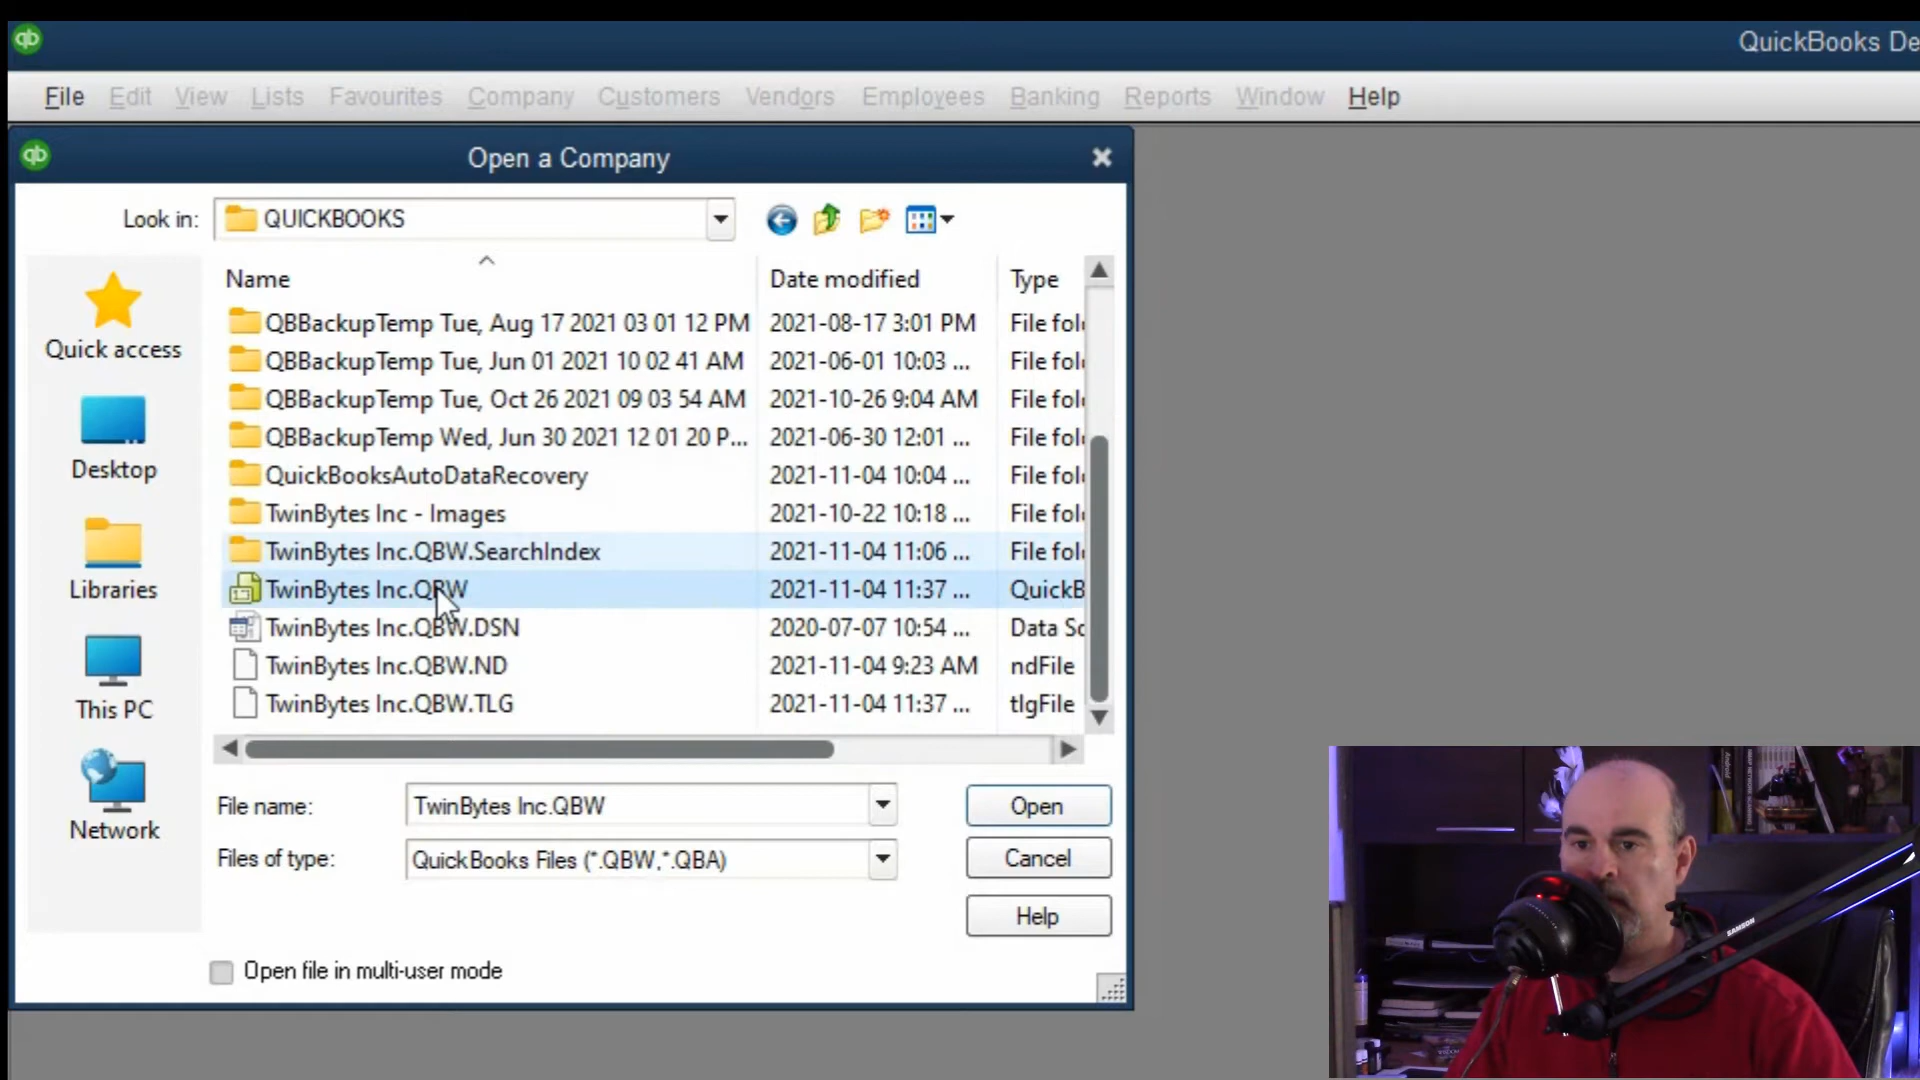 QuickBooks De
File Edit View Lists Favourites Company Customers Vendors Employees Banking Reports Window Help
Open a Company
Look in: QUICKBOOKS
Name Date modified Type
QBBackupTemp Tue, Aug 17 2021 03 01 12 PM 2021-08-17 3:01 PM File fol
QBBackupTemp Tue, Jun 01 2021 10 02 41 AM 2021-06-01 10:03 ... File fol
QBBackupTemp Tue, Oct 26 2021 09 03 54 AM 2021-10-26 9:04 AM File fol
QBBackupTemp Wed, Jun 30 2021 12 01 20 P... 2021-06-30 12:01 ... File fol
QuickBooksAutoDataRecovery 2021-11-04 10:04 ... File fol
TwinBytes Inc - Images 2021-10-22 10:18 ... File fol
TwinBytes Inc.QBW.SearchIndex 2021-11-04 11:06 ... File fol
TwinBytes Inc.QBW 2021-11-04 11:37 ... QuickB
TwinBytes Inc.QBW.DSN 2020-07-07 10:54 ... Data So
TwinBytes Inc.QBW.ND 2021-11-04 9:23 AM ndFile
TwinBytes Inc.QBW.TLG 2021-11-04 11:37 ... tlgFile
Quick access
Desktop
Libraries
This PC
Network
File name: TwinBytes Inc.QBW Open
Files of type: QuickBooks Files (*.QBW,*.QBA) Cancel
Help
Open file in multi-user mode
SAMSON